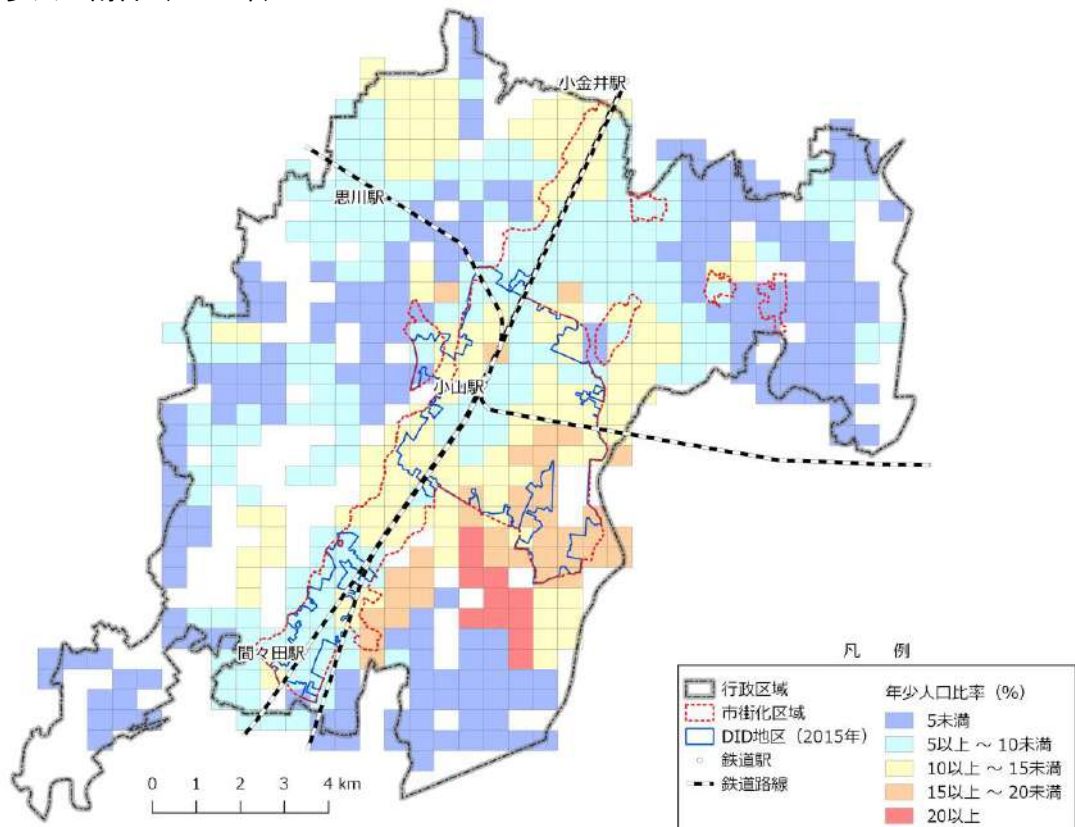 小金井駅
思川駅
小山駅
間々田駅
0 1 2 3 4 km
凡 例
行政区域
市街化区域
DID地区（2015年）
鉄道駅
鉄道路線
年少人口比率（%）
5未満
5以上 ～ 10未満
10以上 ～ 15未満
15以上 ～ 20未満
20以上